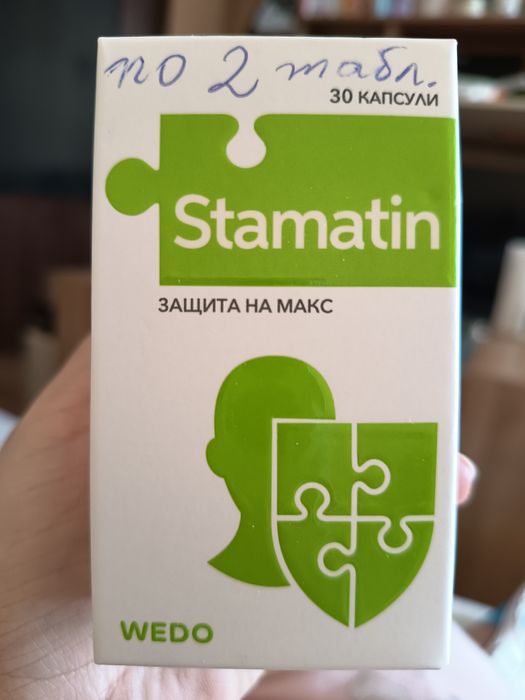 по 2 табл.
30 КАПСУЛИ
Stamatin
ЗАЩИТА НА МАКС
WEDO